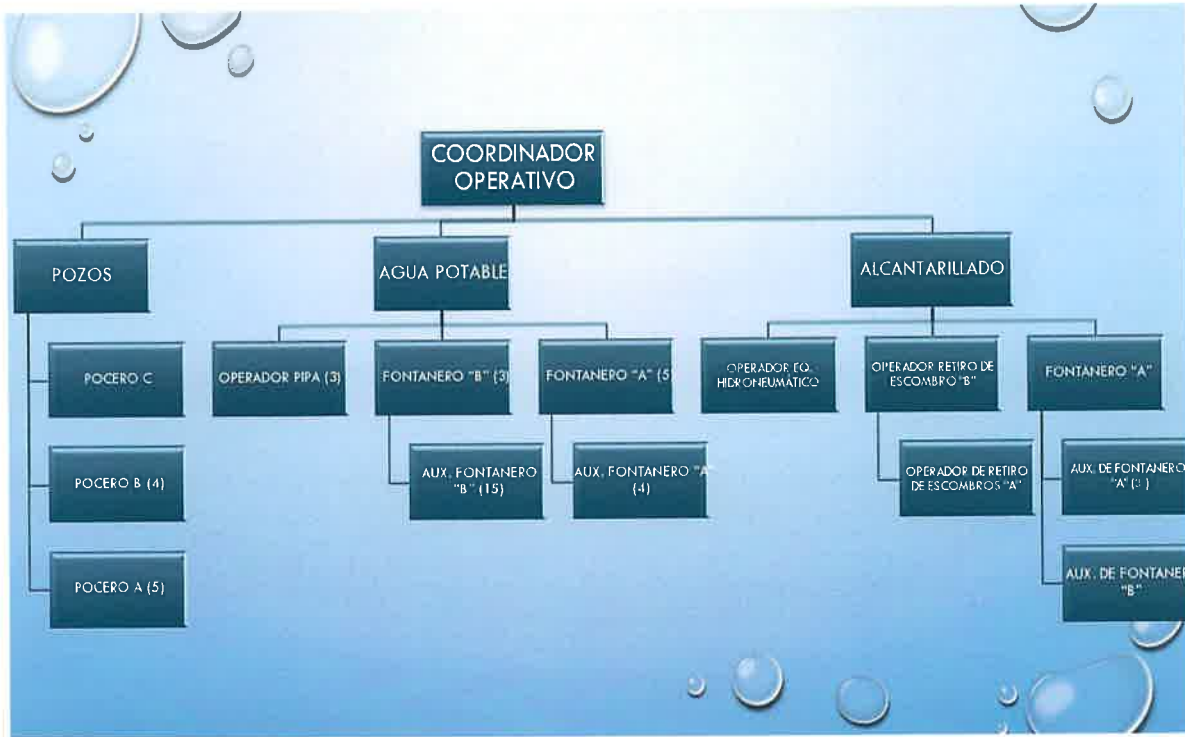 COORDINADOR
OPERATIVO
POZOS
AGUA POTABLE
ALCANTARILLADO
POCERO C
OPERADOR PIPA (3)
FONTANERO "B" (3)
FONTANERO "A" (5
OPERADOR EQ.
HIDRONEUMÁTICO
OPERADOR RETIRO DE
ESCOMBRO "B"
FONTANERO "A"
POCERO B (4)
AUX. FONTANERO
"B" (15)
AUX. FONTANERO "A"
(4)
OPERADOR DE RETIRO
DE ESCOMBROS "A"
AUX. DE FONTANERO
"A" (3 )
POCERO A (5)
AUX. DE FONTANER
"B"